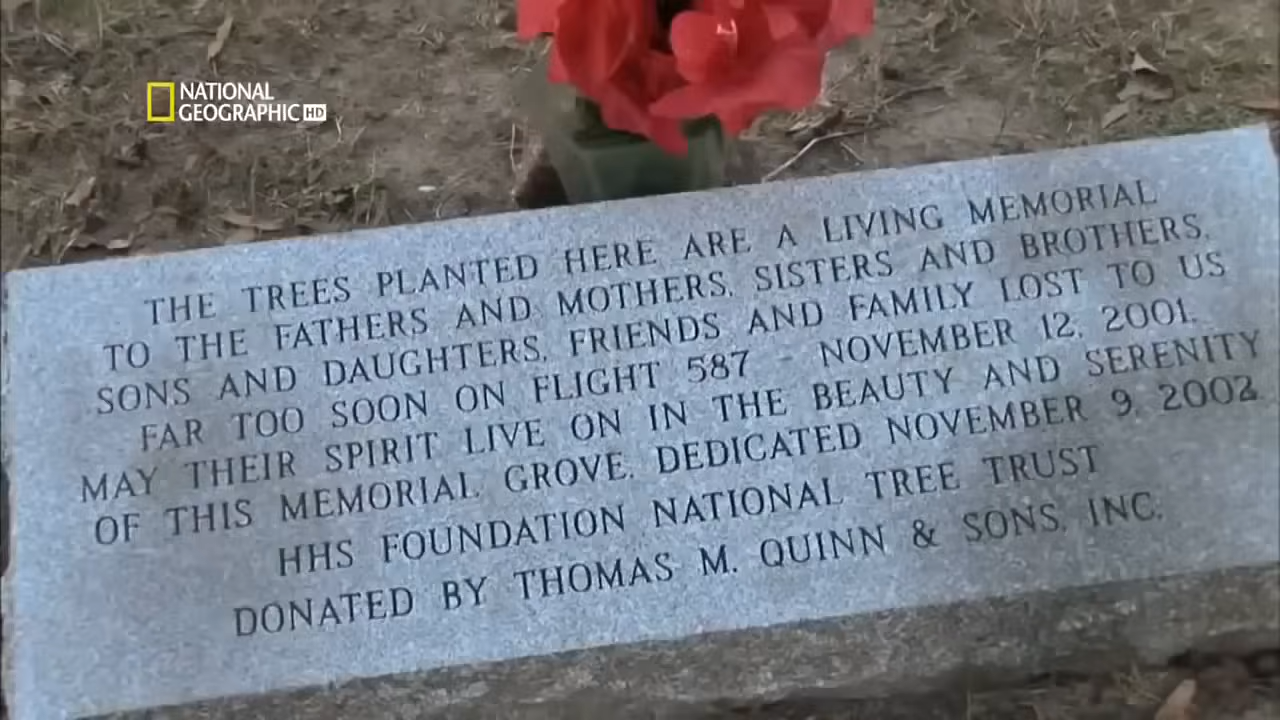 NATIONAL
GEOGRAPHIC HD
THE TREES PLANTED HERE ARE A LIVING MEMORIAL
TO THE FATHERS AND MOTHERS, SISTERS AND BROTHERS,
SONS AND DAUGHTERS, FRIENDS AND FAMILY LOST TO US
FAR TOO SOON ON FLIGHT 587 - NOVEMBER 12, 2001.
MAY THEIR SPIRIT LIVE ON IN THE BEAUTY AND SERENITY
OF THIS MEMORIAL GROVE. DEDICATED NOVEMBER 9, 2002
HHS FOUNDATION NATIONAL TREE TRUST
DONATED BY THOMAS M. QUINN & SONS, INC.